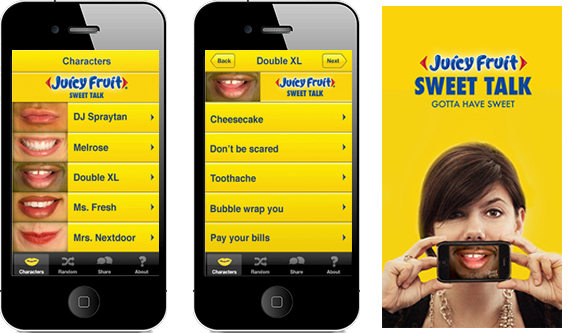 Characters
Juicy Fruit
SWEET TALK
DJ Spraytan
Melrose
Double XL
Ms. Fresh
Mrs. Nextdoor
Characters Random Share About
Back Double XL Next
Juicy Fruit
SWEET TALK
Cheesecake
Don't be scared
Toothache
Bubble wrap you
Pay your bills
Characters Random Share About
Juicy Fruit
SWEET TALK
GOTTA HAVE SWEET